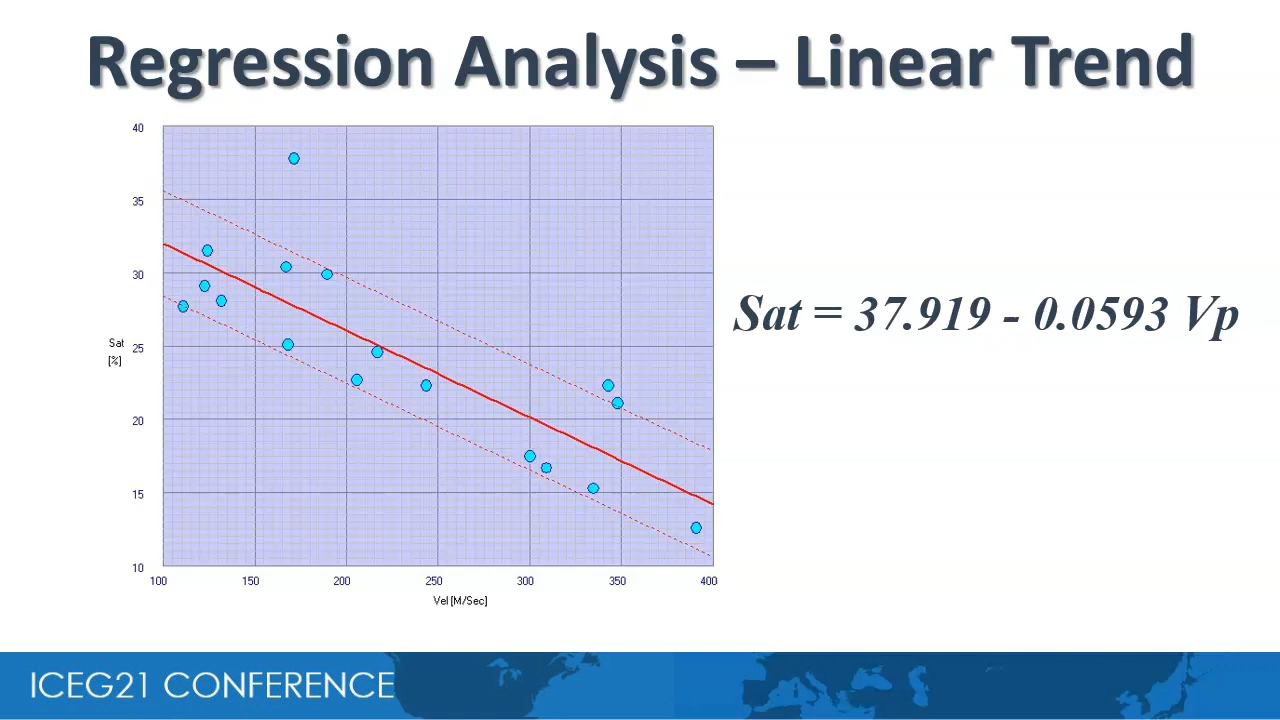 Regression Analysis – Linear Trend
40
35
30
25
20
15
10
Sat
[%]
100 150 200 250 300 350 400
Vel [M/Sec]
Sat = 37.919 - 0.0593 Vp
ICEG21 CONFERENCE